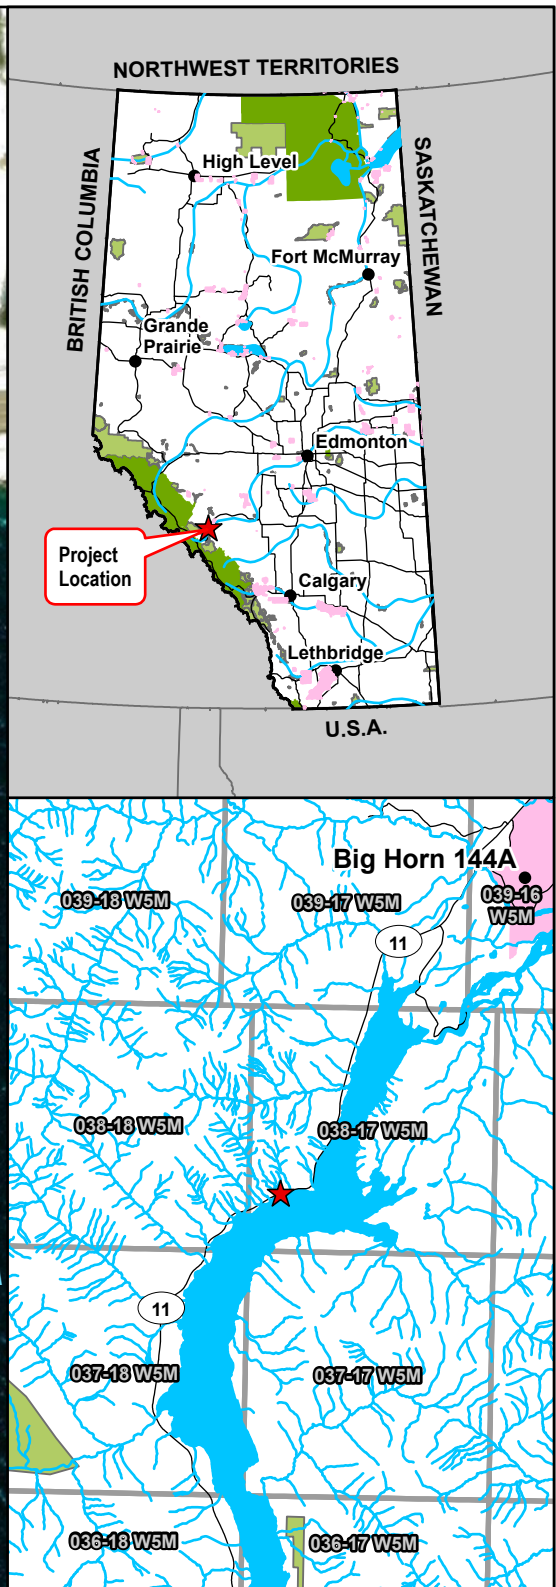 NORTHWEST TERRITORIES
BRITISH COLUMBIA
SASKATCHEWAN
High Level
Fort McMurray
Grande
Prairie
Edmonton
Project
Location
Calgary
Lethbridge
U.S.A.
Big Horn 144A
039-18 W5M
039-17 W5M
039-16
W5M
11
038-18 W5M
038-17 W5M
11
037-18 W5M
037-17 W5M
036-18 W5M
036-17 W5M